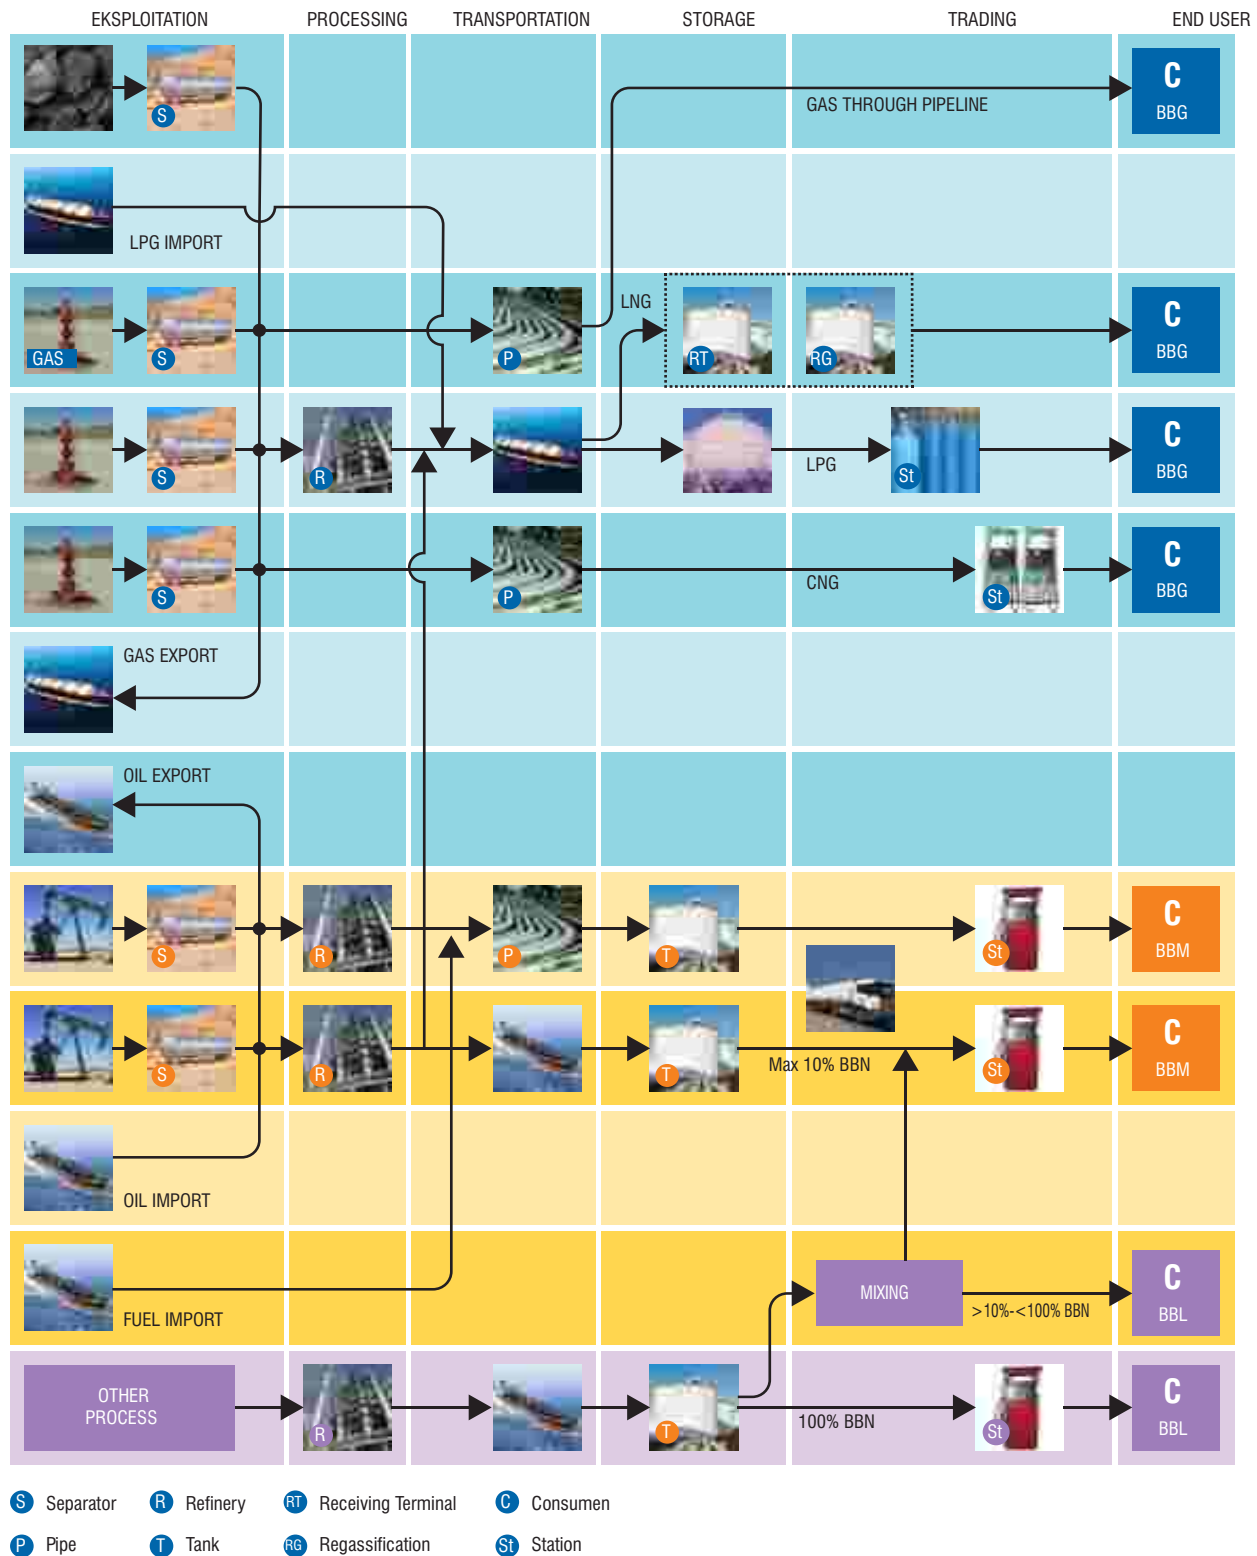 EKSPLOITATION PROCESSING TRANSPORTATION STORAGE TRADING END USER
S
GAS THROUGH PIPELINE
C
BBG
LPG IMPORT
GAS
S
P
LNG
RT
RG
C
BBG
S
R
LPG
St
C
BBG
S
P
CNG
St
C
BBG
GAS EXPORT
OIL EXPORT
S
R
P
T
St
C
BBM
S
R
T
Max 10% BBN
St
C
BBM
OIL IMPORT
FUEL IMPORT
MIXING
>10%-<100% BBN
C
BBL
OTHER
PROCESS
R
T
100% BBN
St
C
BBL
S Separator R Refinery RT Receiving Terminal C Consumen
P Pipe T Tank RG Regassification St Station